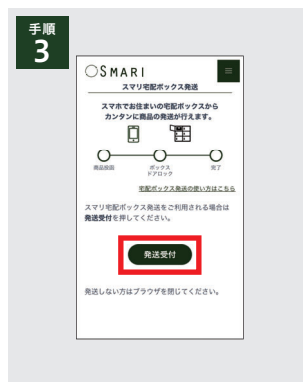 手順
3
SMARI
スマリ宅配ボックス発送
スマホでお住まいの宅配ボックスから
カンタンに商品の発送が行えます。
商品投函
ボックス
ドアロック
完了
宅配ボックス発送の使い方はこちら
スマリ宅配ボックス発送をご利用される場合は
発送受付を押してください。
発送受付
発送しない方はブラウザを閉じてください。